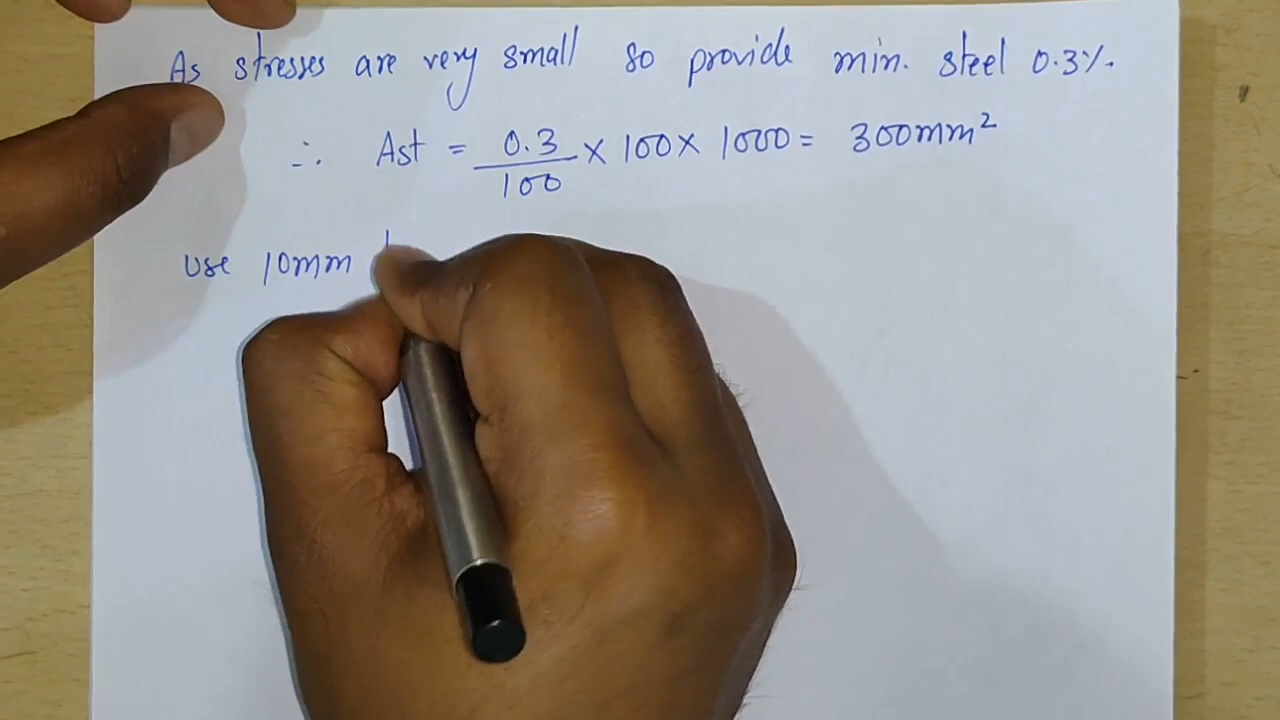 As stresses are very small so provide min. steel 0.3%.
∴ Ast = 0.3/100 × 100 × 1000 = 300mm²
use 10mm